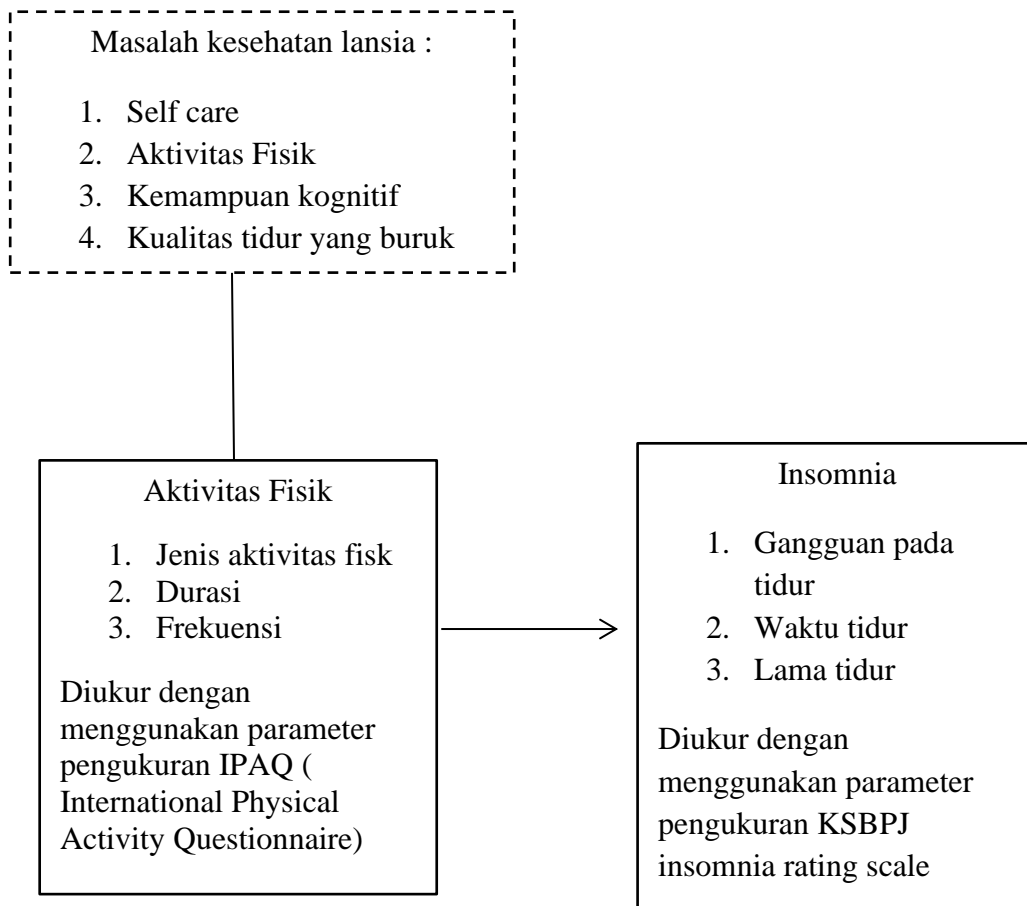 Masalah kesehatan lansia :
1. Self care
2. Aktivitas Fisik
3. Kemampuan kognitif
4. Kualitas tidur yang buruk
Aktivitas Fisik
1. Jenis aktivitas fisk
2. Durasi
3. Frekuensi
Diukur dengan
menggunakan parameter
pengukuran IPAQ (
International Physical
Activity Questionnaire)
Insomnia
1. Gangguan pada
tidur
2. Waktu tidur
3. Lama tidur
Diukur dengan
menggunakan parameter
pengukuran KSBPJ
insomnia rating scale